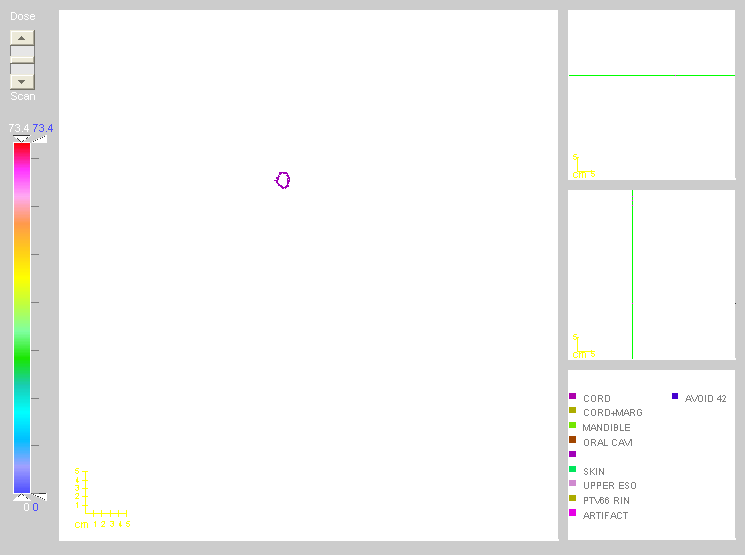 Dose
Scan
73.4 73.4
0 0
5
4
3
2
1
cm 1 2 3 4 5
5
cm 5
5
cm 5
CORD
AVOID 42
CORD+MARG
MANDIBLE
ORAL CAVI
SKIN
UPPER ESO
PTV66 RIN
ARTIFACT